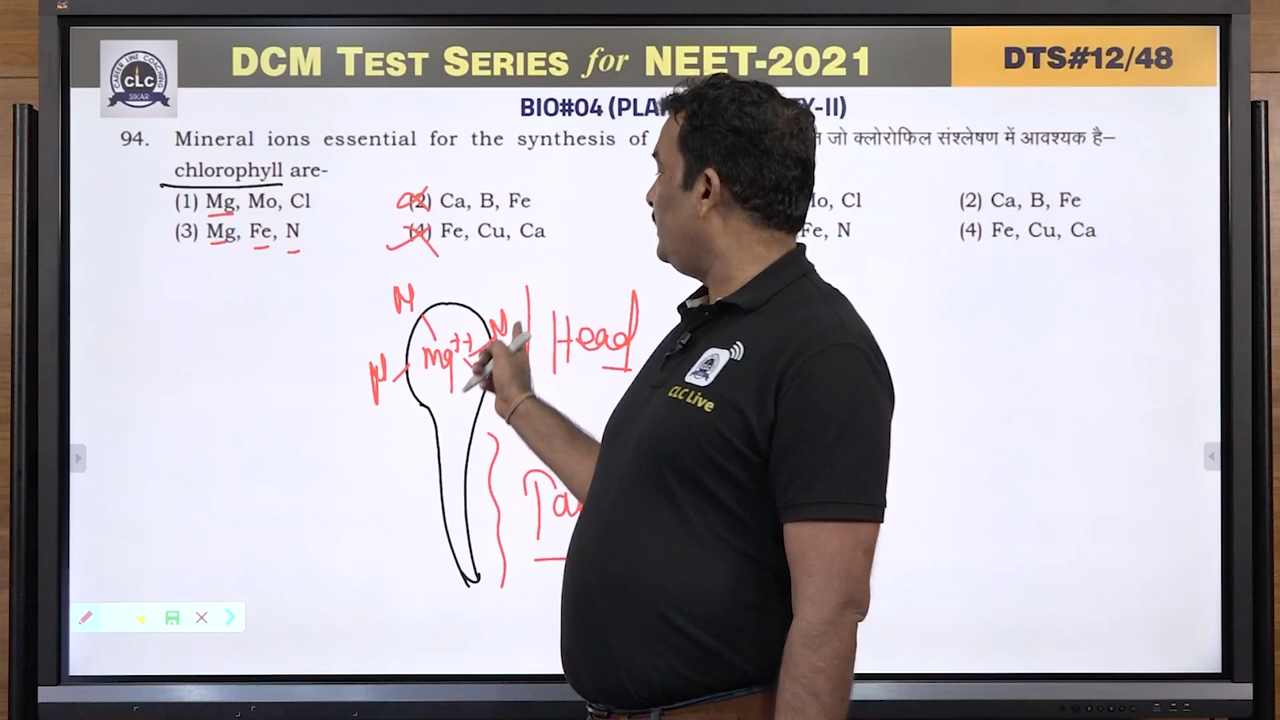 DCM TEST SERIES for NEET-2021
DTS#12/48
CAREER LINE COACHING
CLC
SIKAR
BIO#04 (PLA Y-II)
94. Mineral ions essential for the synthesis of
chlorophyll are-
(1) Mg, Mo, Cl (2) Ca, B, Fe
(3) Mg, Fe, N (4) Fe, Cu, Ca
जो क्लोरोफिल संश्लेषण में आवश्यक है–
Cl (2) Ca, B, Fe
Fe, N (4) Fe, Cu, Ca
N
N
Mg++
N
Head
Ta
CLC Live